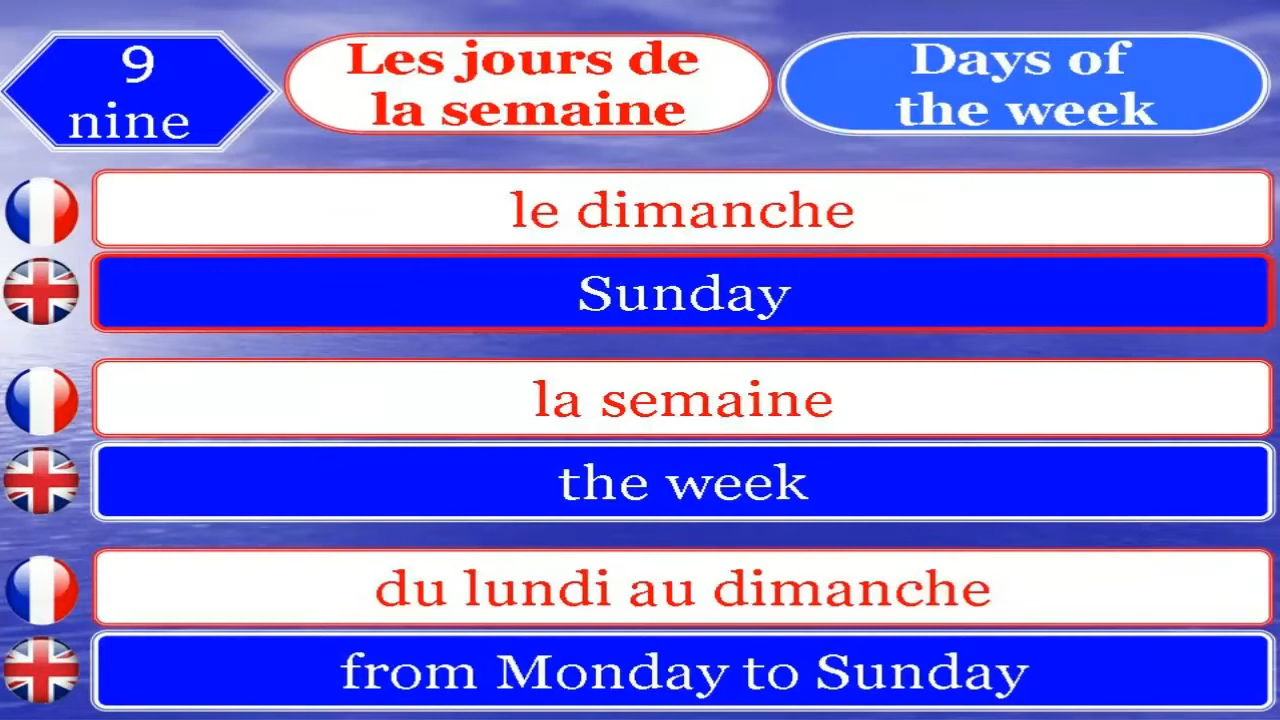 9
nine
Les jours de
la semaine
Days of
the week
le dimanche
Sunday
la semaine
the week
du lundi au dimanche
from Monday to Sunday